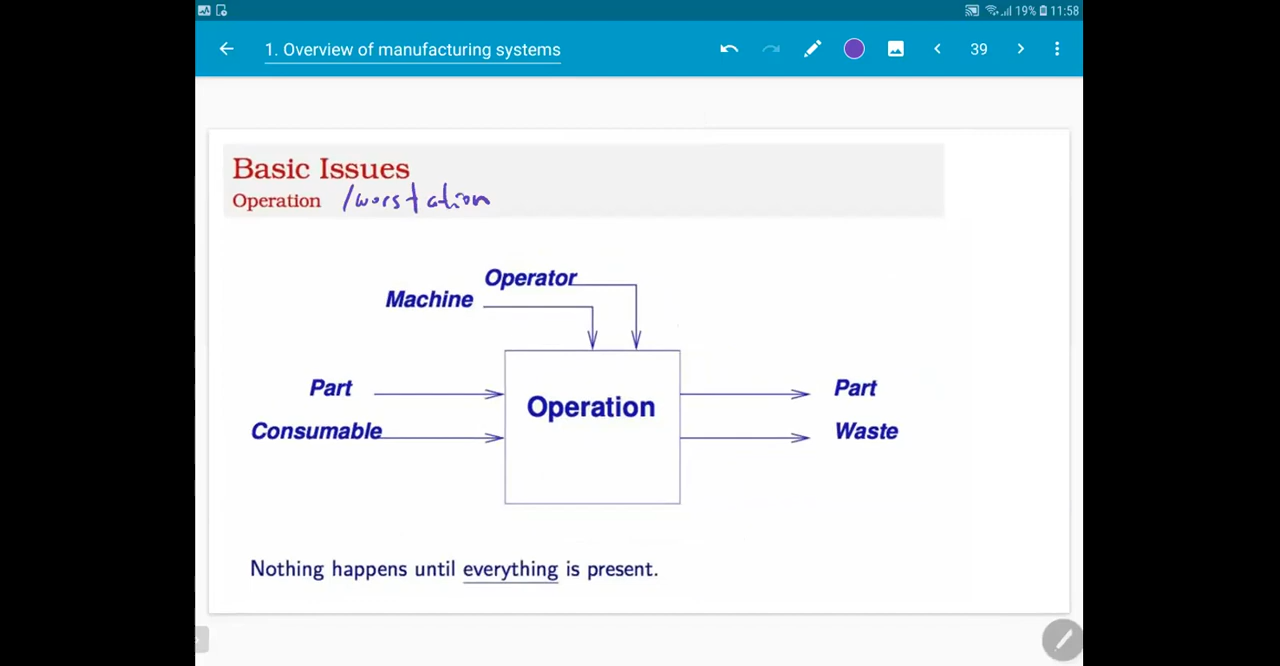 19% 11:58
1. Overview of manufacturing systems
39
Basic Issues
Operation /worstation
Operator
Machine
Part
Operation
Part
Consumable
Waste
Nothing happens until everything is present.